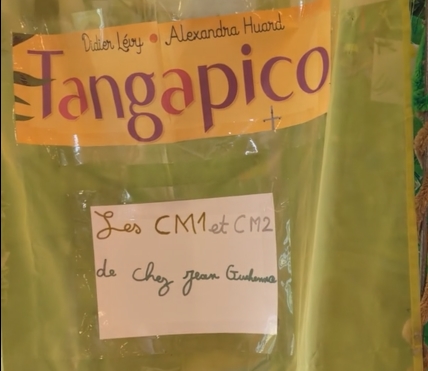 Didier Lévy • Alexandra Huard
Tangapico
Les CM1 et CM2
de chez Jean